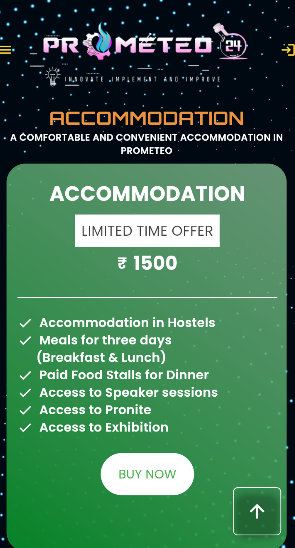 PROMETEO 24
INNOVATE IMPLEMENT AND IMPROVE
ACCOMMODATION
A COMFORTABLE AND CONVENIENT ACCOMMODATION IN
PROMETEO
ACCOMMODATION
LIMITED TIME OFFER
₹ 1500
Accommodation in Hostels
Meals for three days
(Breakfast & Lunch)
Paid Food Stalls for Dinner
Access to Speaker sessions
Access to Pronite
Access to Exhibition
BUY NOW